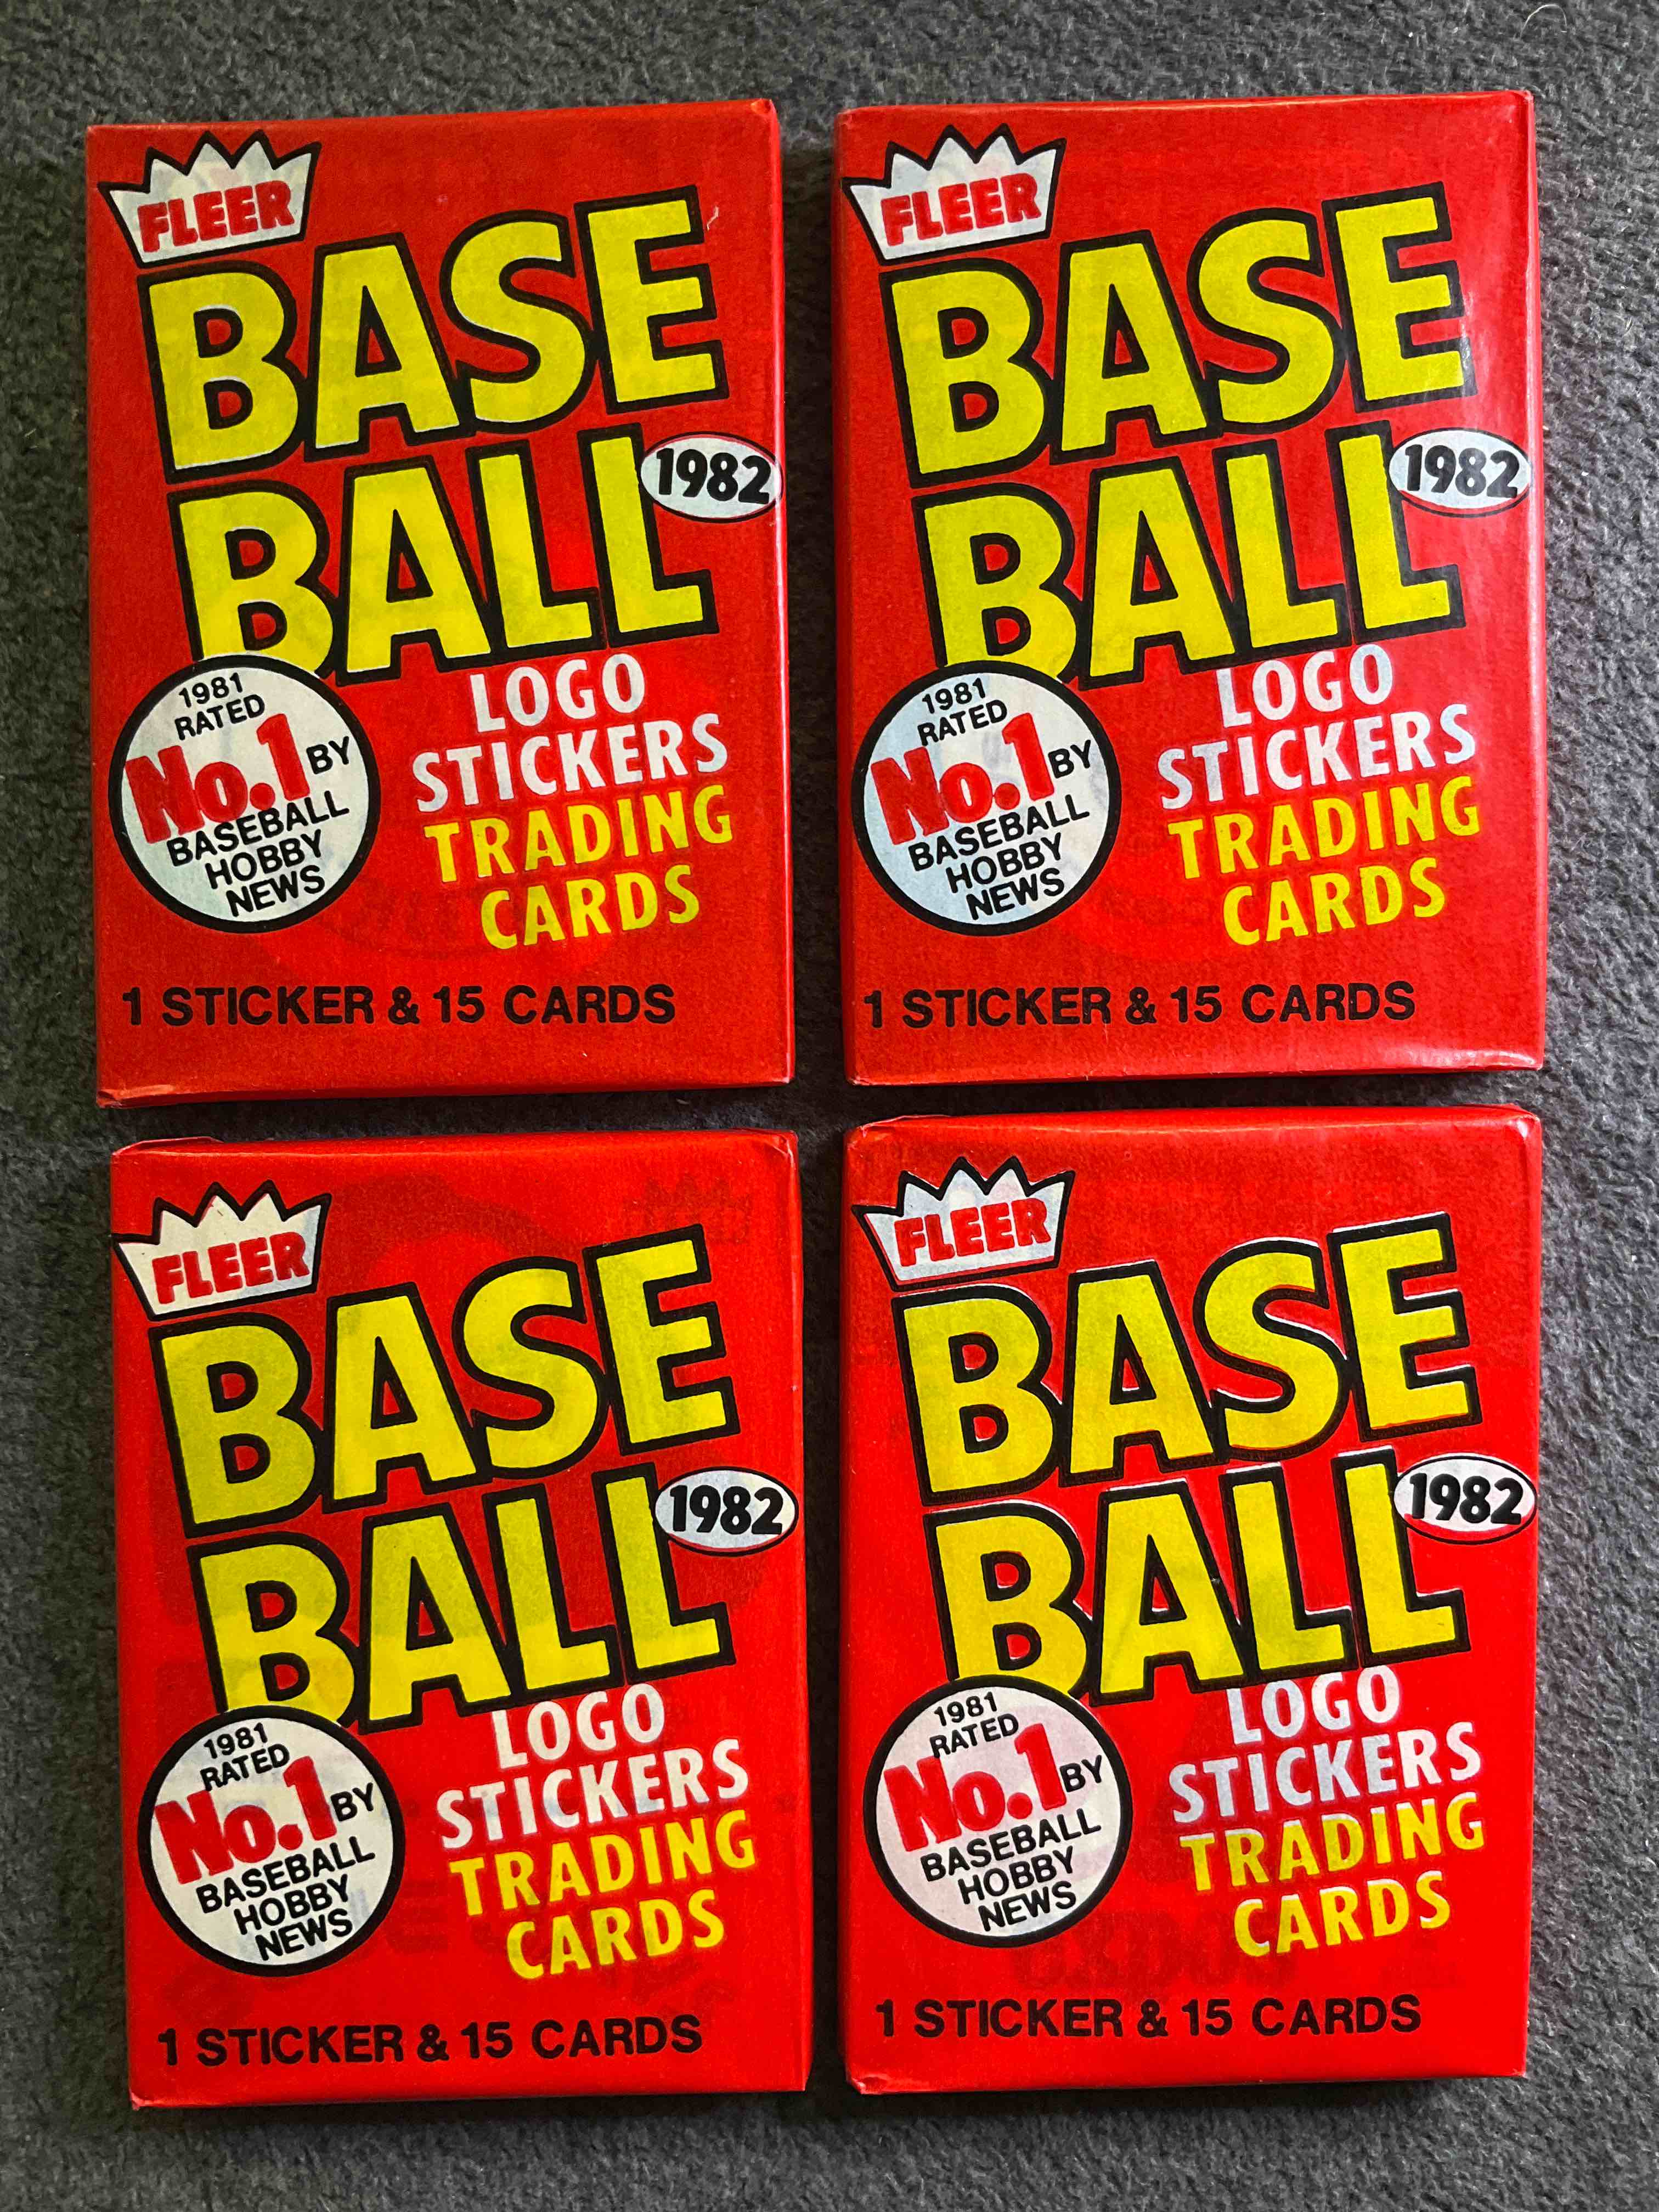 FLEER
BASE
BALL
1982
1981
RATED
No.1 BY
BASEBALL
HOBBY
NEWS
LOGO
STICKERS
TRADING
CARDS
1 STICKER & 15 CARDS
FLEER
BASE
BALL
1982
1981
RATED
No.1 BY
BASEBALL
HOBBY
NEWS
LOGO
STICKERS
TRADING
CARDS
1 STICKER & 15 CARDS
FLEER
BASE
BALL
1982
1981
RATED
No.1 BY
BASEBALL
HOBBY
NEWS
LOGO
STICKERS
TRADING
CARDS
1 STICKER & 15 CARDS
FLEER
BASE
BALL
1982
1981
RATED
No.1 BY
BASEBALL
HOBBY
NEWS
LOGO
STICKERS
TRADING
CARDS
1 STICKER & 15 CARDS